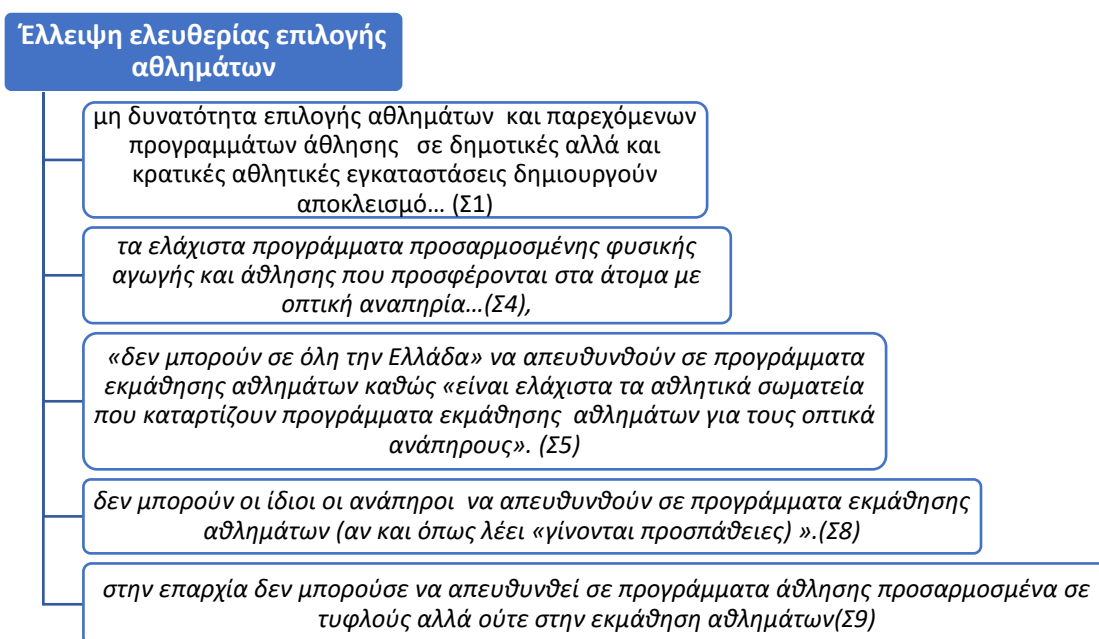 Έλλειψη ελευθερίας επιλογής
αθλημάτων
μη δυνατότητα επιλογής αθλημάτων και παρεχόμενων
προγραμμάτων άθλησης σε δημοτικές αλλά και
κρατικές αθλητικές εγκαταστάσεις δημιουργούν
αποκλεισμό... (Σ1)
τα ελάχιστα προγράμματα προσαρμοσμένης φυσικής
αγωγής και άθλησης που προσφέρονται στα άτομα με
οπτική αναπηρία...(Σ4),
«δεν μπορούν σε όλη την Ελλάδα» να απευθυνθούν σε προγράμματα
εκμάθησης αθλημάτων καθώς «είναι ελάχιστα τα αθλητικά σωματεία
που καταρτίζουν προγράμματα εκμάθησης αθλημάτων για τους οπτικά
ανάπηρους». (Σ5)
δεν μπορούν οι ίδιοι οι ανάπηροι να απευθυνθούν σε προγράμματα εκμάθησης
αθλημάτων (αν και όπως λέει «γίνονται προσπάθειες) ».(Σ8)
στην επαρχία δεν μπορούσε να απευθυνθεί σε προγράμματα άθλησης προσαρμοσμένα σε
τυφλούς αλλά ούτε στην εκμάθηση αθλημάτων(Σ9)